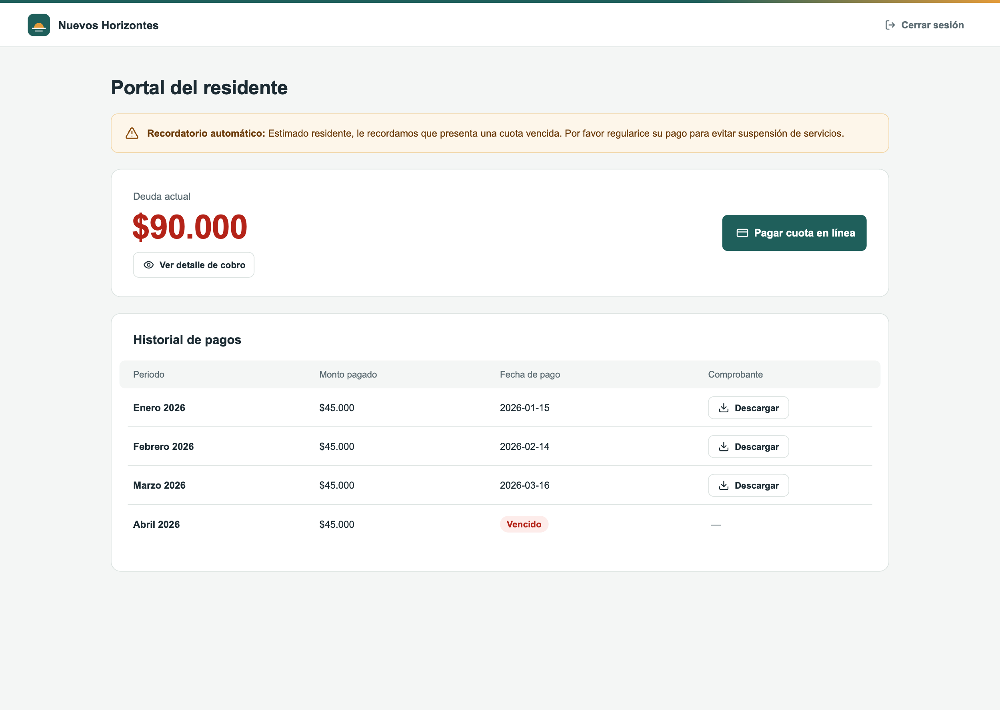 Nuevos Horizontes
Cerrar sesión
Portal del residente
Recordatorio automático: Estimado residente, le recordamos que presenta una cuota vencida. Por favor regularice su pago para evitar suspensión de servicios.
Deuda actual
$90.000
Pagar cuota en línea
Ver detalle de cobro
Historial de pagos
Periodo Monto pagado Fecha de pago Comprobante
Enero 2026 $45.000 2026-01-15 Descargar
Febrero 2026 $45.000 2026-02-14 Descargar
Marzo 2026 $45.000 2026-03-16 Descargar
Abril 2026 $45.000 Vencido —